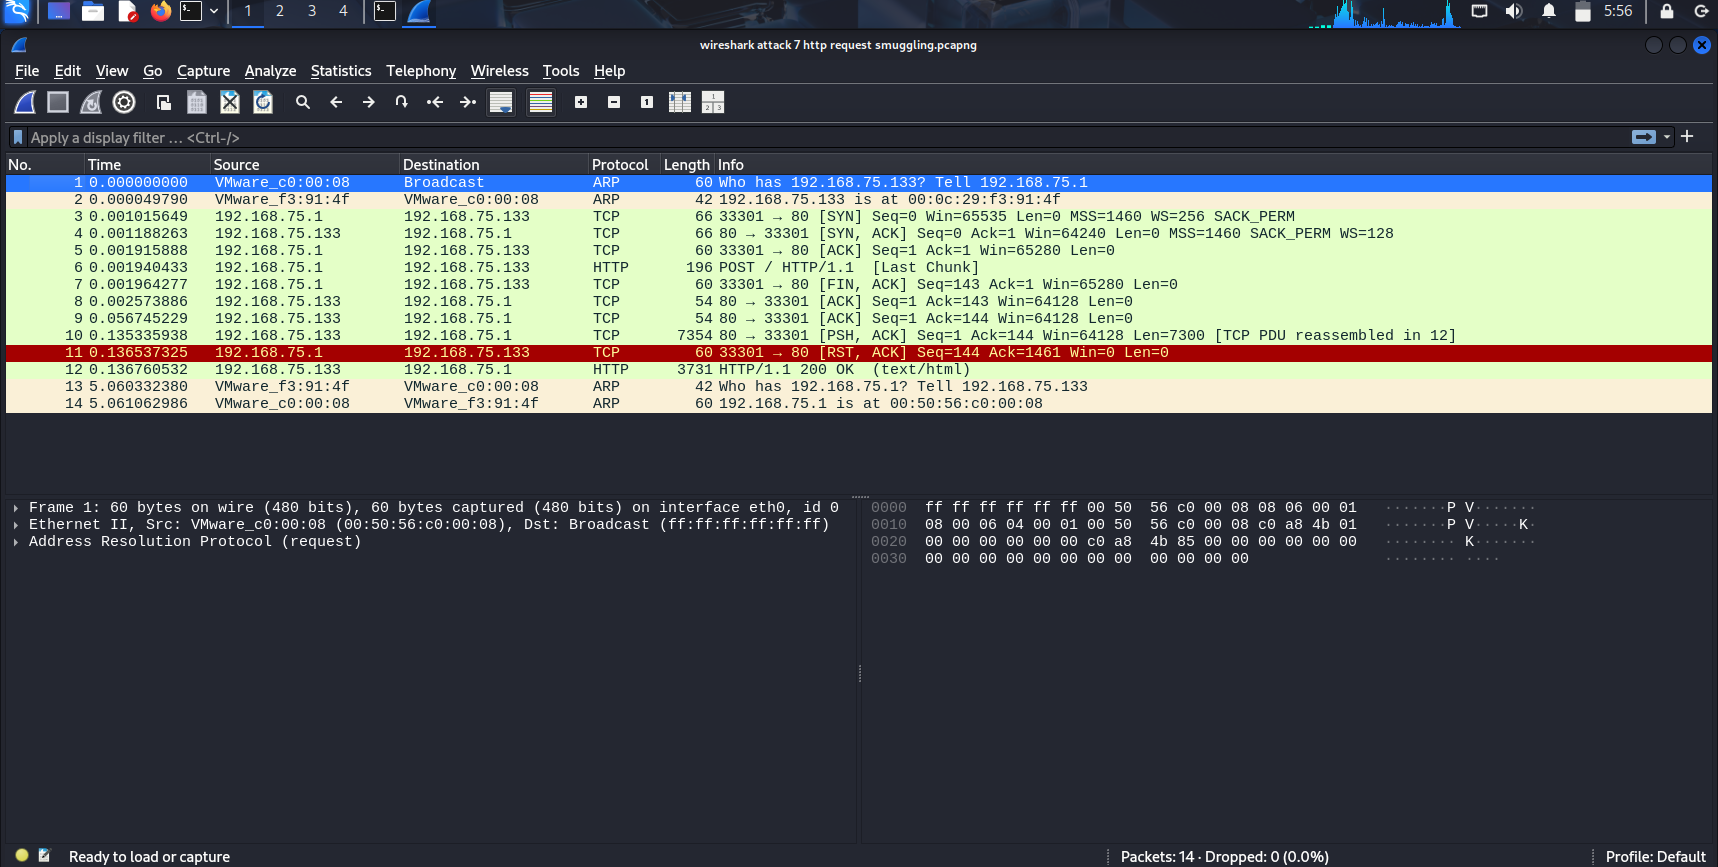 1 2 3 4 5:56
wireshark attack 7 http request smuggling.pcapng
File Edit View Go Capture Analyze Statistics Telephony Wireless Tools Help
Apply a display filter … <Ctrl-/>
No. Time Source Destination Protocol Length Info
1 0.000000000 VMware_c0:00:08 Broadcast ARP 60 Who has 192.168.75.133? Tell 192.168.75.1
2 0.000049790 VMware_f3:91:4f VMware_c0:00:08 ARP 42 192.168.75.133 is at 00:0c:29:f3:91:4f
3 0.001015649 192.168.75.1 192.168.75.133 TCP 66 33301 → 80 [SYN] Seq=0 Win=65535 Len=0 MSS=1460 WS=256 SACK_PERM
4 0.001188263 192.168.75.133 192.168.75.1 TCP 66 80 → 33301 [SYN, ACK] Seq=0 Ack=1 Win=64240 Len=0 MSS=1460 SACK_PERM WS=128
5 0.001915888 192.168.75.1 192.168.75.133 TCP 60 33301 → 80 [ACK] Seq=1 Ack=1 Win=65280 Len=0
6 0.001940433 192.168.75.1 192.168.75.133 HTTP 196 POST / HTTP/1.1  [Last Chunk]
7 0.001964277 192.168.75.1 192.168.75.133 TCP 60 33301 → 80 [FIN, ACK] Seq=143 Ack=1 Win=65280 Len=0
8 0.002573886 192.168.75.133 192.168.75.1 TCP 54 80 → 33301 [ACK] Seq=1 Ack=143 Win=64128 Len=0
9 0.056745229 192.168.75.133 192.168.75.1 TCP 54 80 → 33301 [ACK] Seq=1 Ack=144 Win=64128 Len=0
10 0.135335938 192.168.75.133 192.168.75.1 TCP 7354 80 → 33301 [PSH, ACK] Seq=1 Ack=144 Win=64128 Len=7300 [TCP PDU reassembled in 12]
11 0.136537325 192.168.75.1 192.168.75.133 TCP 60 33301 → 80 [RST, ACK] Seq=144 Ack=1461 Win=0 Len=0
12 0.136760532 192.168.75.133 192.168.75.1 HTTP 3731 HTTP/1.1 200 OK  (text/html)
13 5.060332380 VMware_f3:91:4f VMware_c0:00:08 ARP 42 Who has 192.168.75.1? Tell 192.168.75.133
14 5.061062986 VMware_c0:00:08 VMware_f3:91:4f ARP 60 192.168.75.1 is at 00:50:56:c0:00:08
Frame 1: 60 bytes on wire (480 bits), 60 bytes captured (480 bits) on interface eth0, id 0
Ethernet II, Src: VMware_c0:00:08 (00:50:56:c0:00:08), Dst: Broadcast (ff:ff:ff:ff:ff:ff)
Address Resolution Protocol (request)
0000 ff ff ff ff ff ff 00 50 56 c0 00 08 08 06 00 01 ·······P V·······
0010 08 00 06 04 00 01 00 50 56 c0 00 08 c0 a8 4b 01 ·······P V·····K·
0020 00 00 00 00 00 00 c0 a8 4b 85 00 00 00 00 00 00 ········ K·······
0030 00 00 00 00 00 00 00 00 00 00 00 00 ········ ····
Ready to load or capture
Packets: 14 · Dropped: 0 (0.0%)
Profile: Default